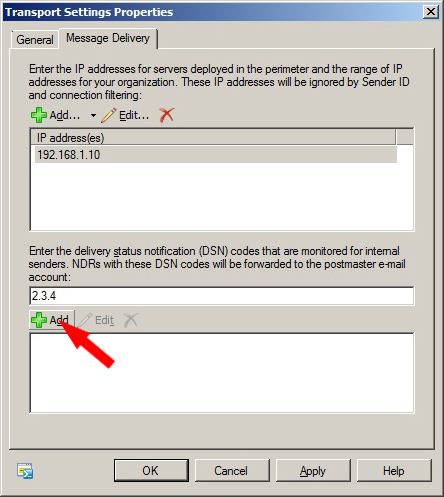 Transport Settings Properties
General
Message Delivery
Enter the IP addresses for servers deployed in the perimeter and the range of IP
addresses for your organization. These IP addresses will be ignored by Sender ID
and connection filtering:
Add... Edit...
IP address(es)
192.168.1.10
Enter the delivery status notification (DSN) codes that are monitored for internal
senders. NDRs with these DSN codes will be forwarded to the postmaster e-mail
account:
2.3.4
Add Edit
OK Cancel Apply Help